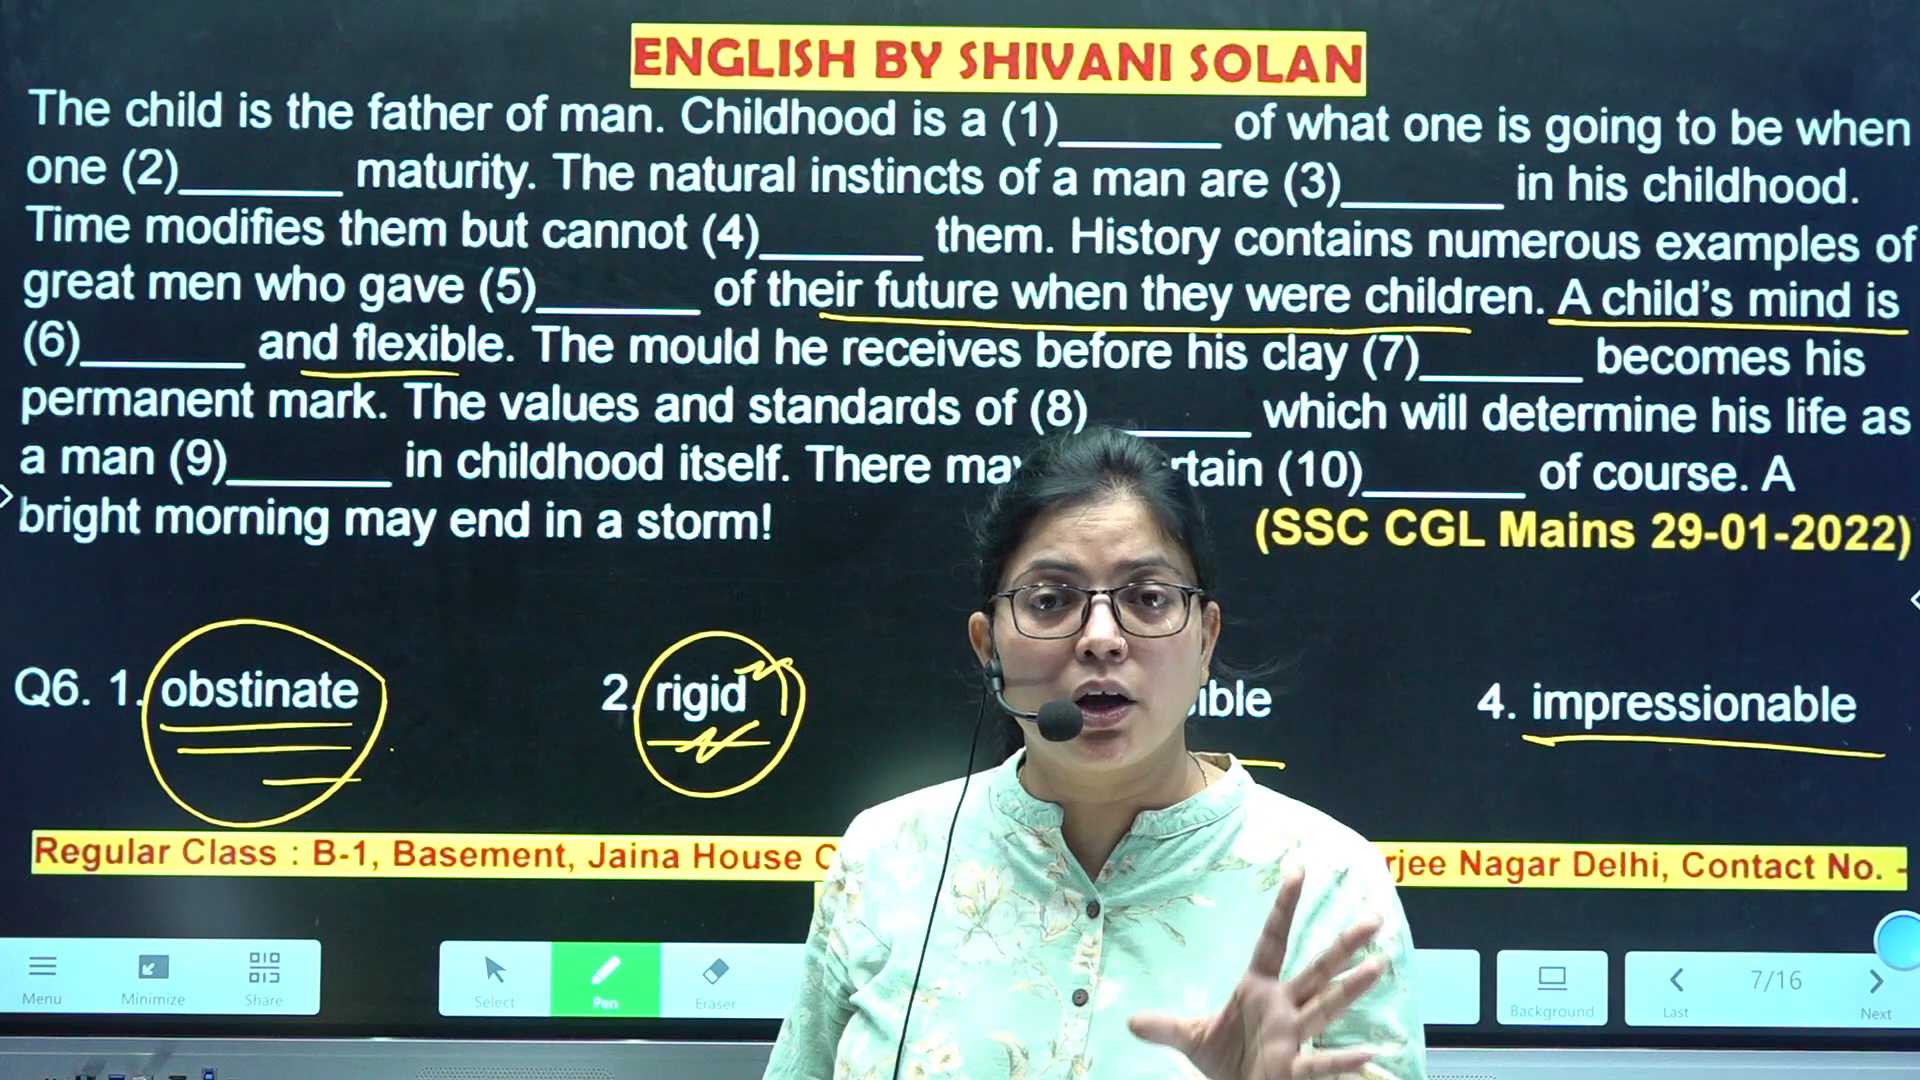 ENGLISH BY SHIVANI SOLAN
The child is the father of man. Childhood is a (1)_______ of what one is going to be when
one (2)_______ maturity. The natural instincts of a man are (3)_______ in his childhood.
Time modifies them but cannot (4)_______ them. History contains numerous examples of
great men who gave (5)_______ of their future when they were children. A child's mind is
(6)_______ and flexible. The mould he receives before his clay (7)_______ becomes his
permanent mark. The values and standards of (8) _____ which will determine his life as
a man (9)_______ in childhood itself. There (10)_______ of course. A
bright morning may end in a storm!
(SSC CGL Mains 29-01-2022)
Q6. 1. obstinate 2. rigid 4. impressionable
Regular Class : B-1, Basement, Jaina House Nagar Delhi, Contact No. -
Menu Minimize Share Select Pen Eraser Background Last 7/16 Next